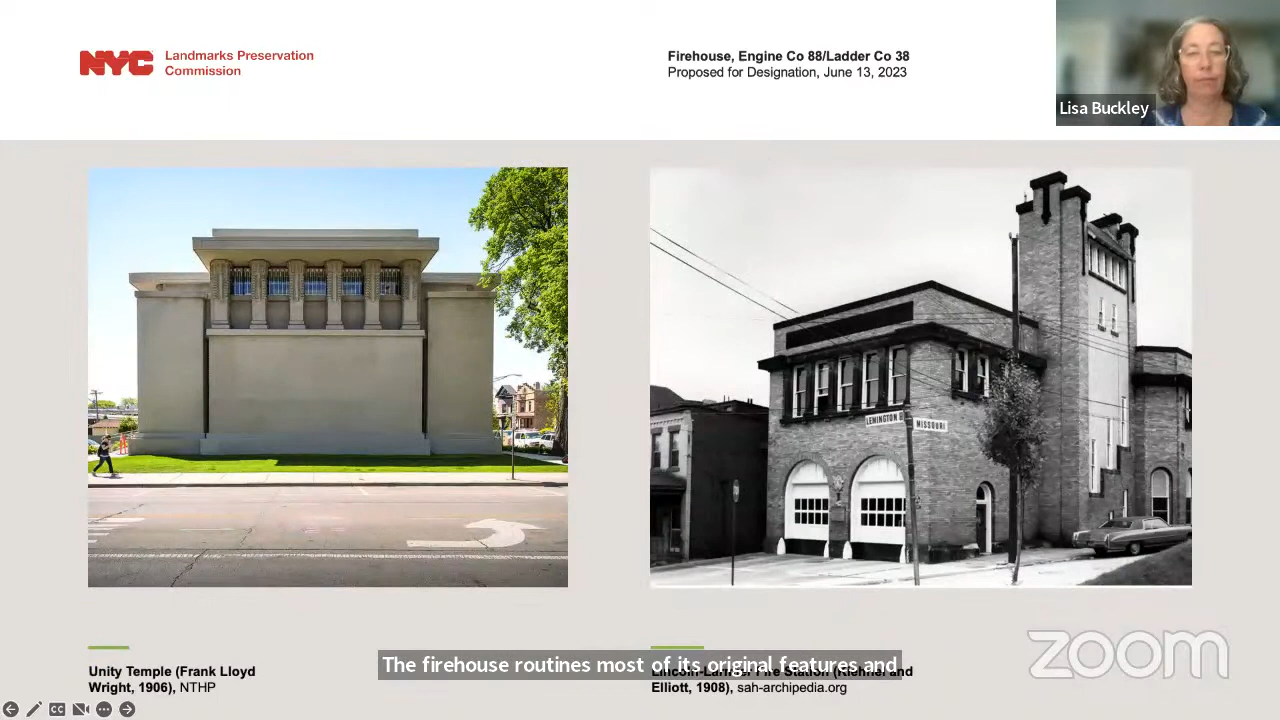 NYC Landmarks Preservation
Commission
Firehouse, Engine Co 88/Ladder Co 38
Proposed for Designation, June 13, 2023
Lisa Buckley
LEMINGTON
MISSOURI
The firehouse routines most of its original features and
Unity Temple (Frank Lloyd
Wright, 1906), NTHP
Fire Station
and
Elliott, 1908), sah-archipedia.org
zoom
CC